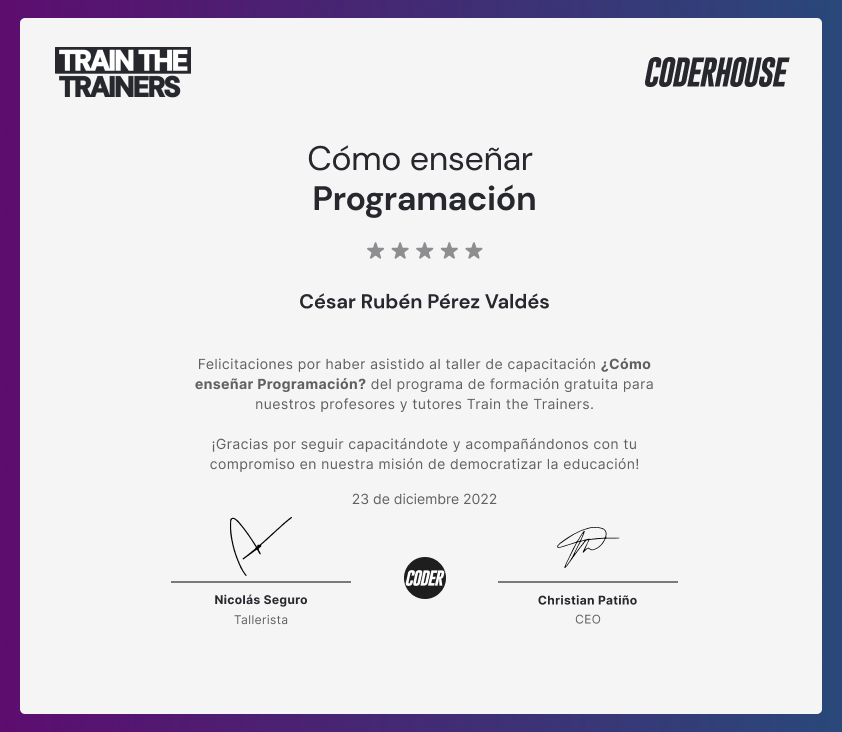 TRAIN THE
TRAINERS
CODERHOUSE
Cómo enseñar
Programación
César Rubén Pérez Valdés
Felicitaciones por haber asistido al taller de capacitación ¿Cómo
enseñar Programación? del programa de formación gratuita para
nuestros profesores y tutores Train the Trainers.
¡Gracias por seguir capacitándote y acompañándonos con tu
compromiso en nuestra misión de democratizar la educación!
23 de diciembre 2022
CODER
Nicolás Seguro
Tallerista
Christian Patiño
CEO